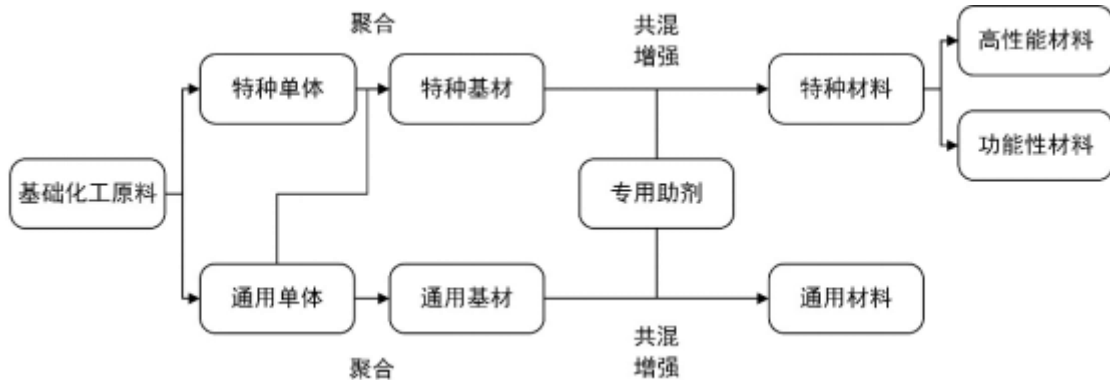 聚合
共混
增强
高性能材料
特种单体
特种基材
特种材料
功能性材料
基础化工原料
专用助剂
通用单体
通用基材
通用材料
聚合
共混
增强